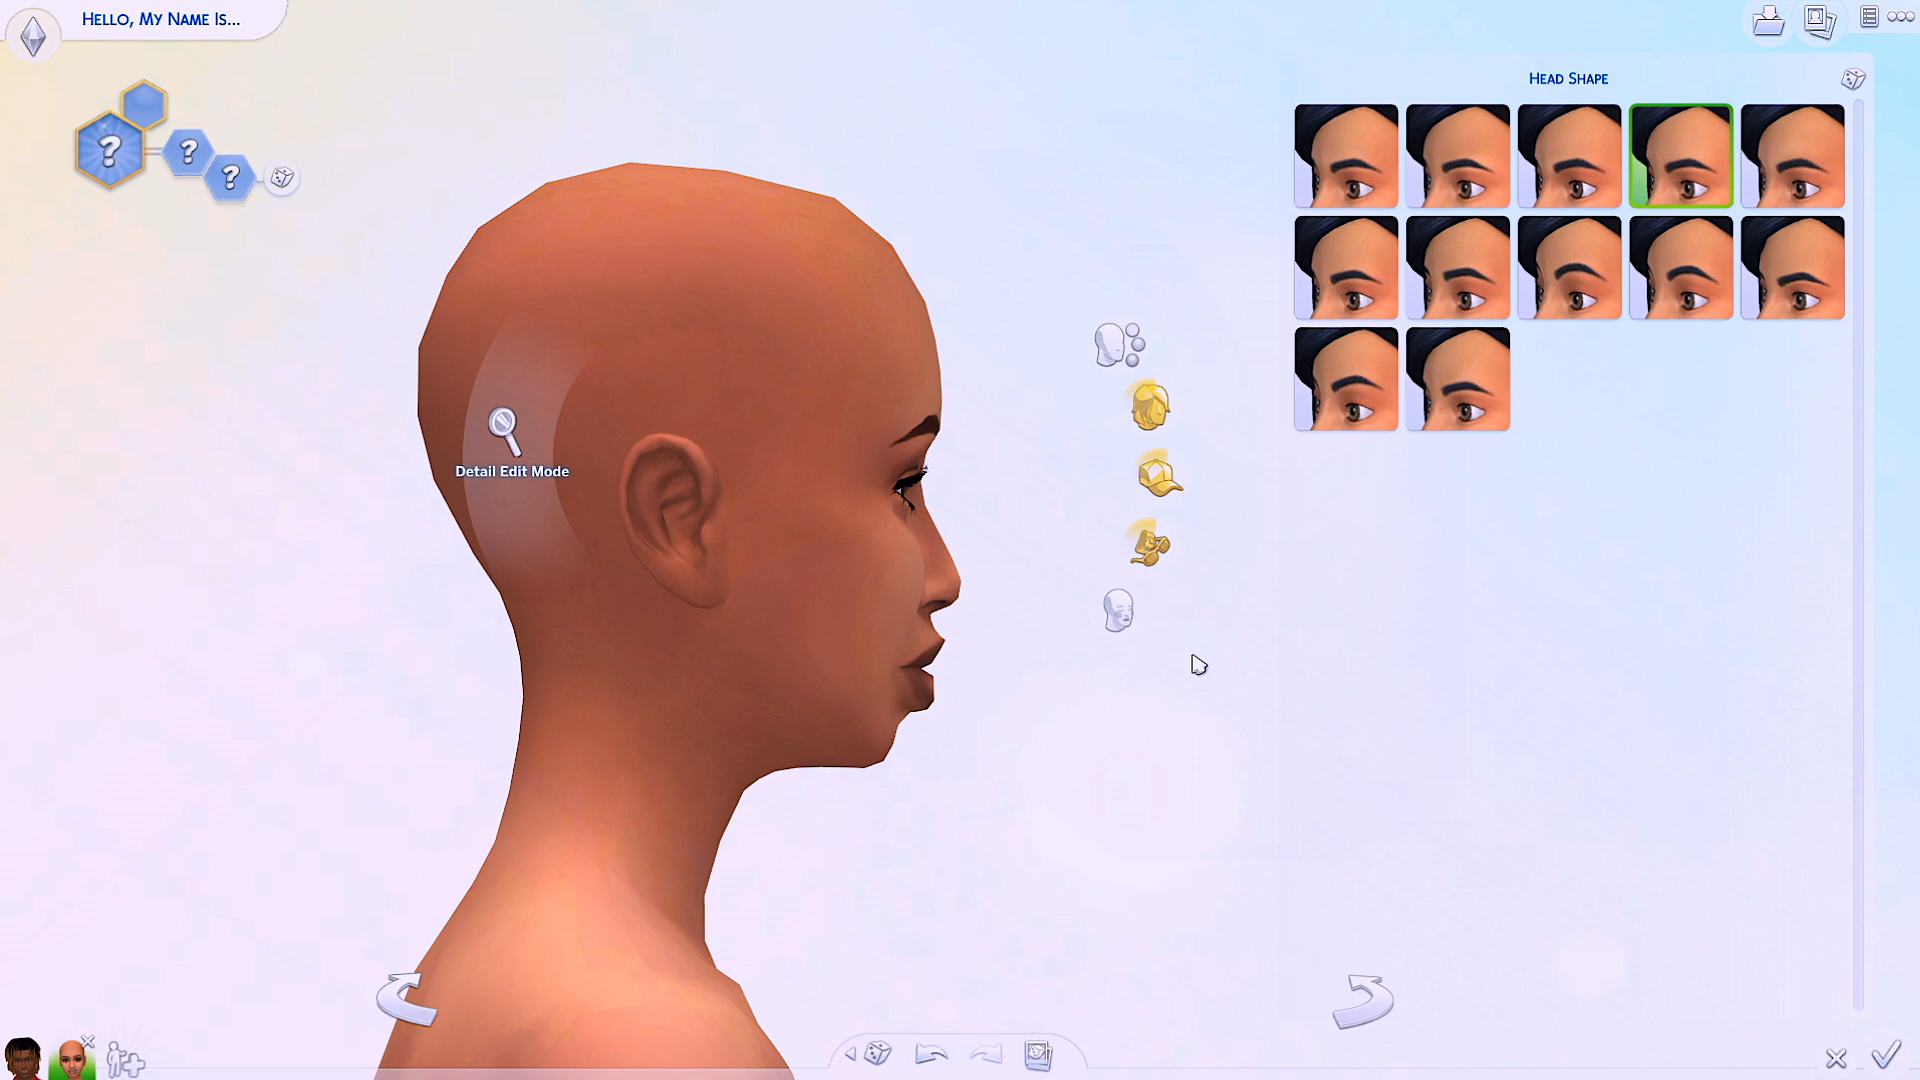 Hello, My Name Is...
Head Shape
?
?
?
Detail Edit Mode